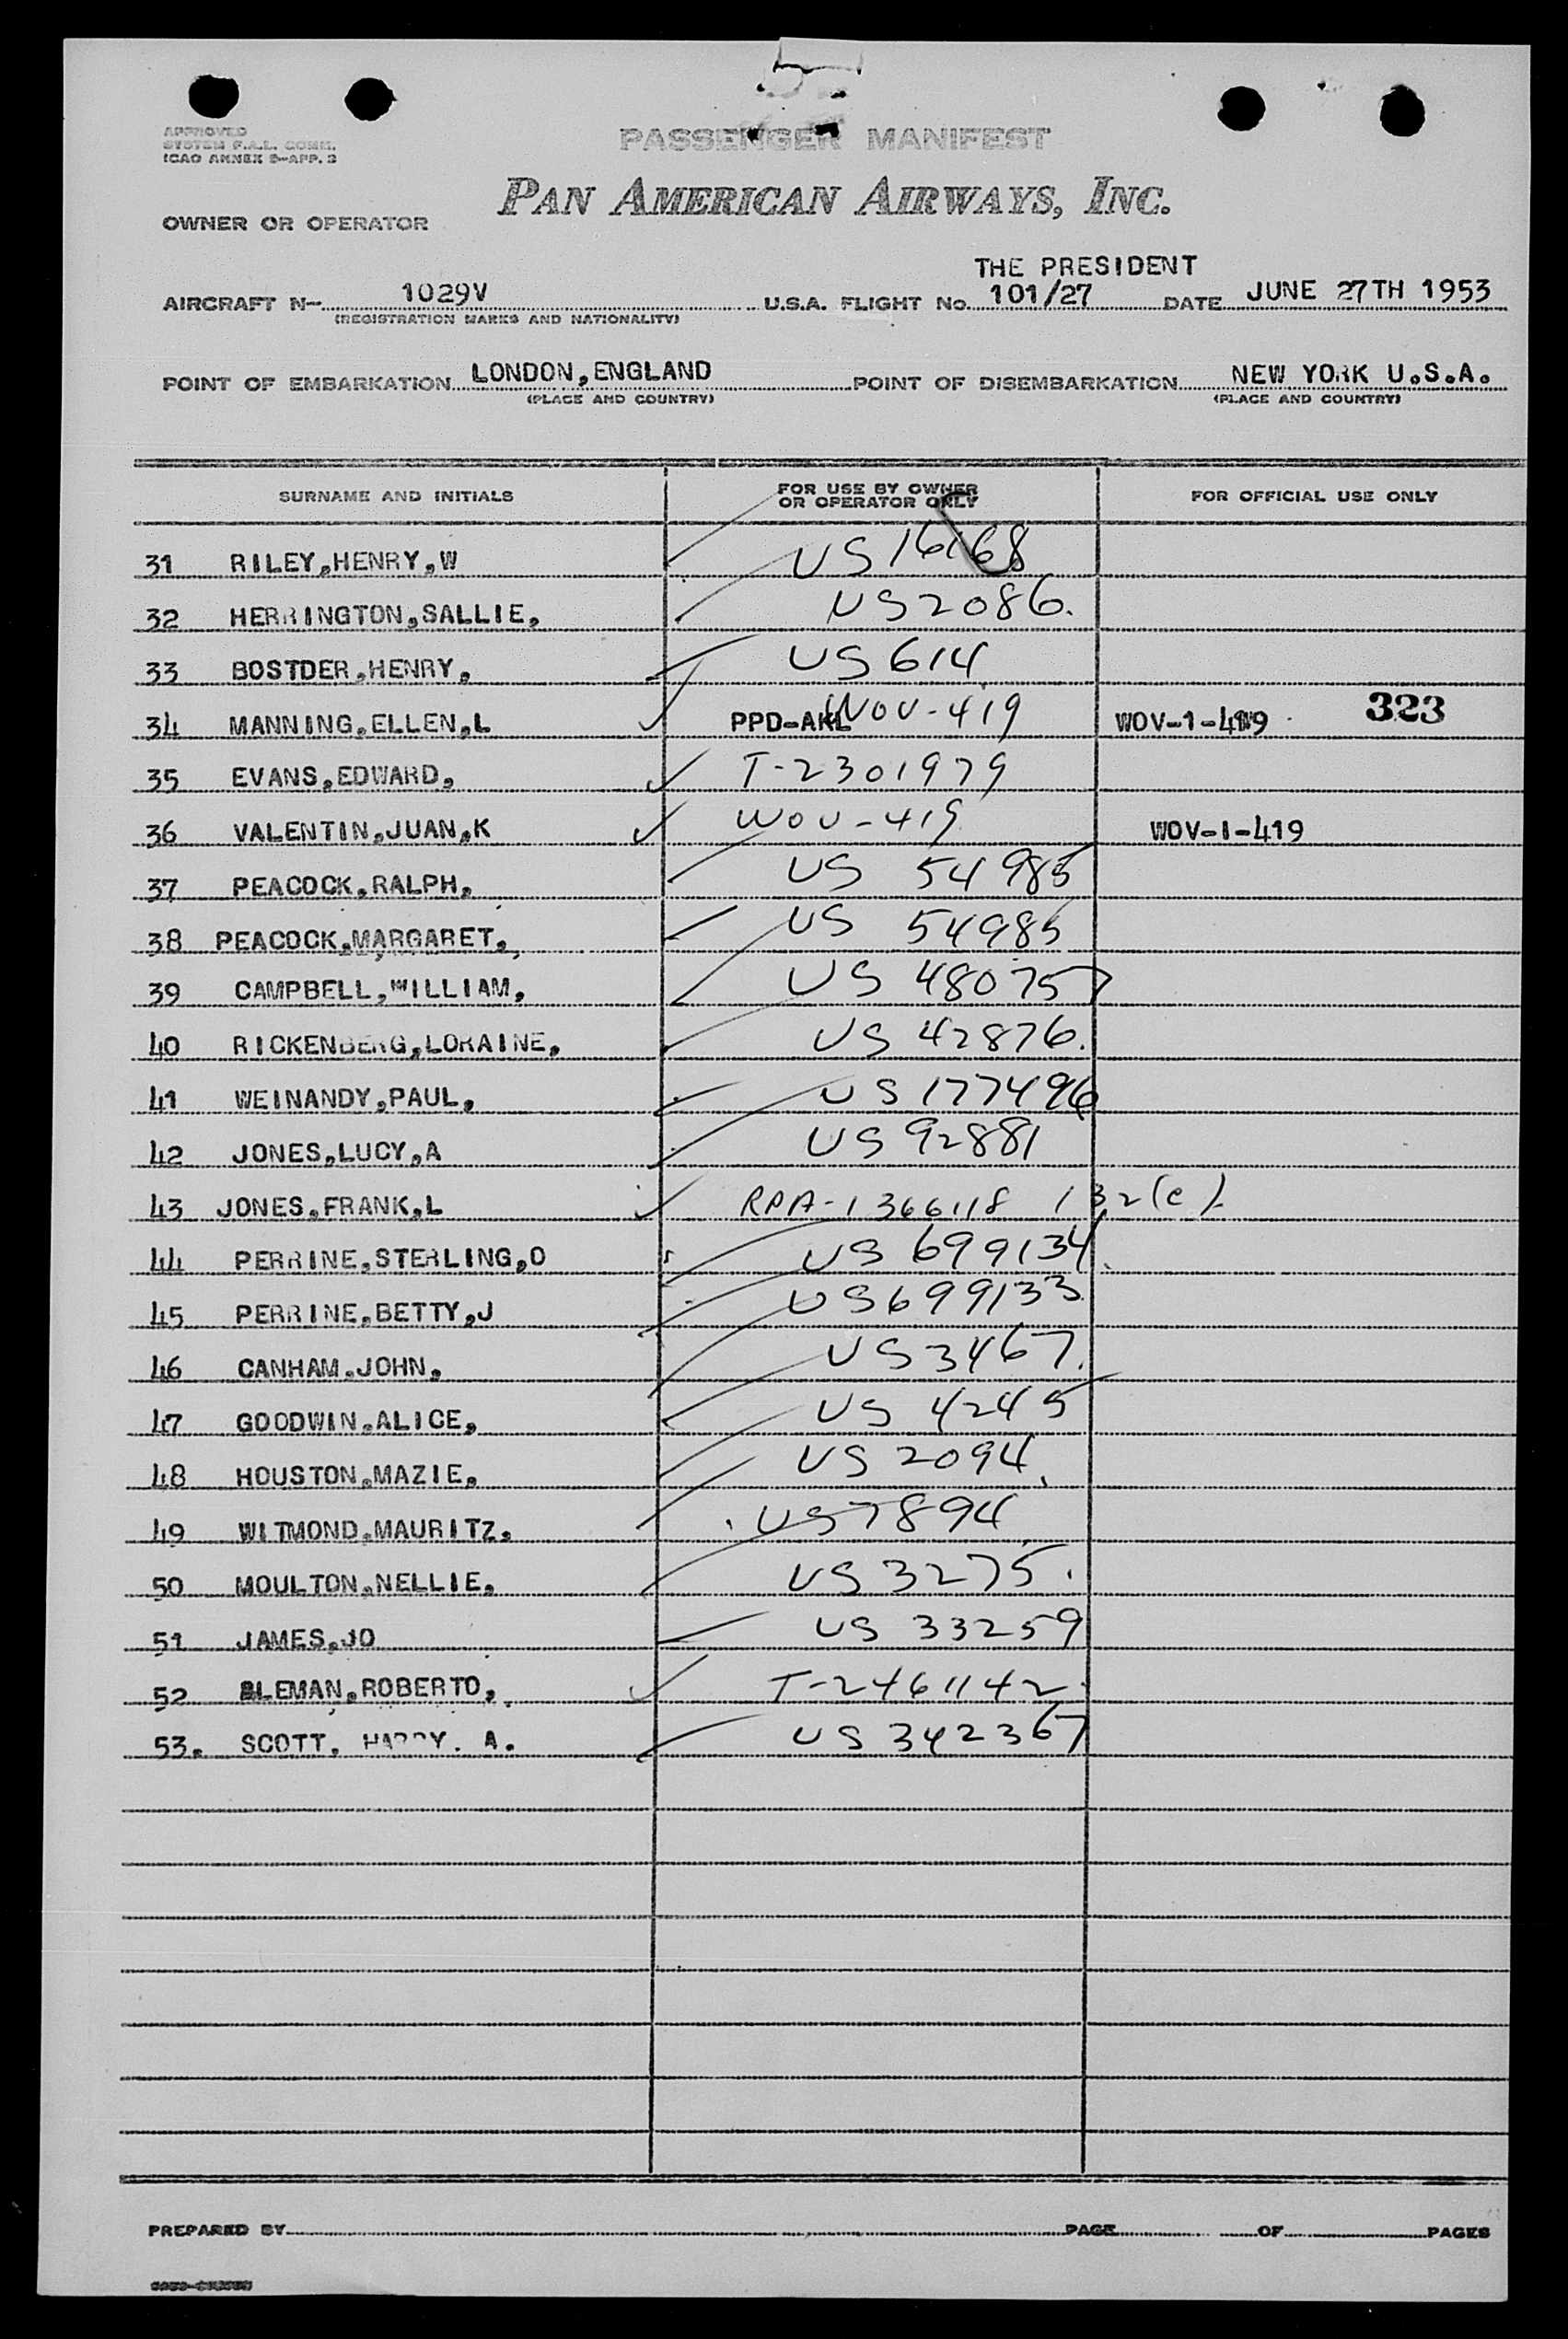 APPROVED
SYSTEM F.A.L. COMM.
ICAO ANNEX 9-APP. 3
PASSENGER MANIFEST
PAN AMERICAN AIRWAYS, INC.
OWNER OR OPERATOR
THE PRESIDENT
AIRCRAFT N- 1029V U.S.A. FLIGHT No. 101/27 DATE JUNE 27TH 1953
(REGISTRATION MARKS AND NATIONALITY)
POINT OF EMBARKATION LONDON,ENGLAND POINT OF DISEMBARKATION NEW YORK U.S.A.
(PLACE AND COUNTRY) (PLACE AND COUNTRY)
SURNAME AND INITIALS FOR USE BY OWNER OR OPERATOR ONLY FOR OFFICIAL USE ONLY
31 RILEY,HENRY,W US 16168
32 HERRINGTON,SALLIE, US 2086.
33 BOSTDER,HENRY, US 614
34 MANNING,ELLEN,L PPD-AKL WOV-419 WOV-1-419 323
35 EVANS,EDWARD, T-2301979
36 VALENTIN,JUAN,K WOV-419 WOV-1-419
37 PEACOCK,RALPH, US 54985
38 PEACOCK,MARGARET, US 54985
39 CAMPBELL,WILLIAM, US 48075
40 RICKENBERG,LORAINE, US 42876.
41 WEINANDY,PAUL, US 177496
42 JONES,LUCY,A US 92881
43 JONES,FRANK,L RPA-1366118 132(c)
44 PERRINE,STERLING,O US 699134
45 PERRINE,BETTY,J US 699133
46 CANHAM,JOHN, US 3467.
47 GOODWIN,ALICE, US 4245
48 HOUSTON,MAZIE, US 2094
49 WITMOND,MAURITZ, US 7894
50 MOULTON,NELLIE, US 3275.
51 JAMES,JO US 33259
52 ALEMAN,ROBERTO, T-2461142
53. SCOTT, HARRY. A. US 342367
PREPARED BY PAGE OF PAGES